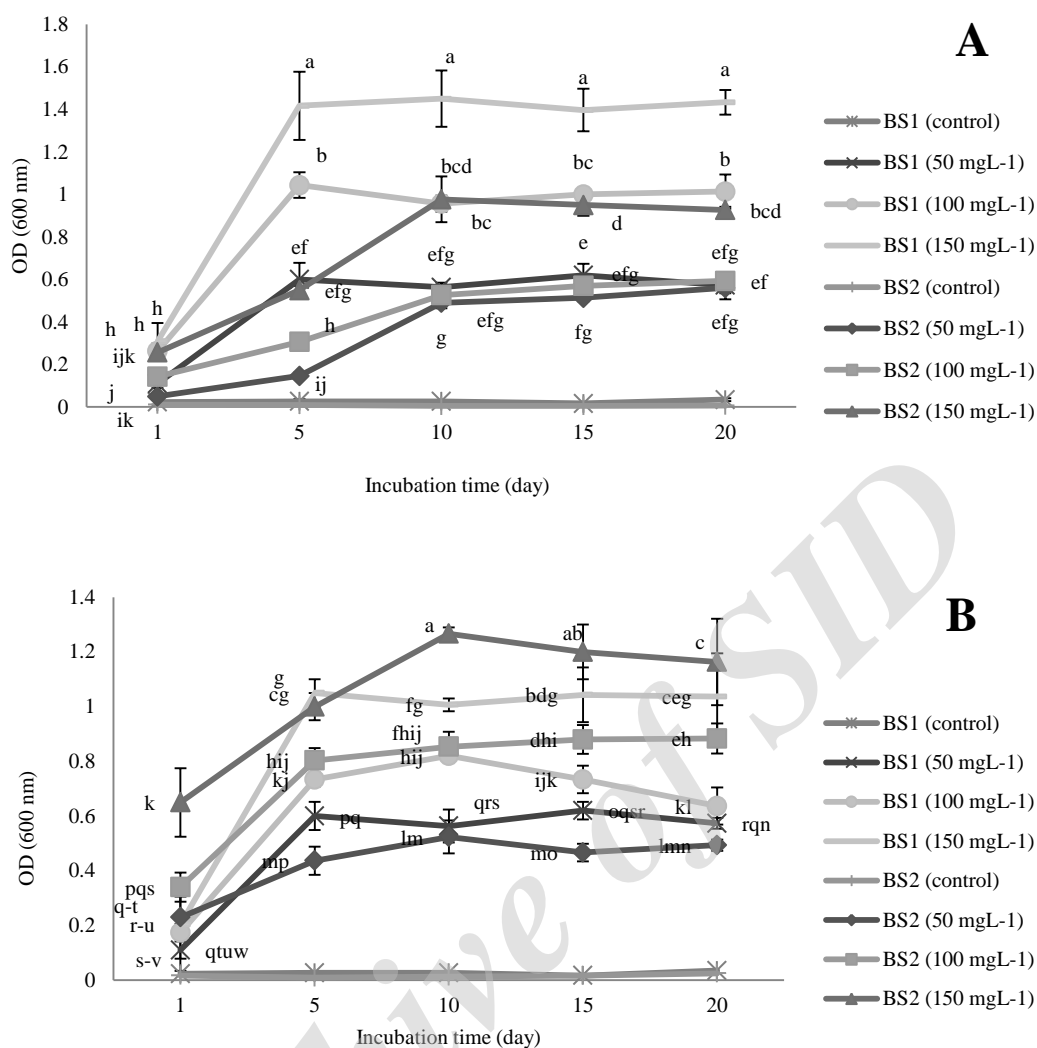 A
OD (600 nm)
1.8
1.6
1.4
1.2
1
0.8
0.6
0.4
0.2
0
a a a a
b bcd bc b
bc d bcd
ef efg e efg
efg efg ef
h h efg fg efg
h h g
ijk
j ij
ik
1 5 10 15 20
Incubation time (day)
BS1 (control)
BS1 (50 mgL-1)
BS1 (100 mgL-1)
BS1 (150 mgL-1)
BS2 (control)
BS2 (50 mgL-1)
BS2 (100 mgL-1)
BS2 (150 mgL-1)
B
OD (600 nm)
1.4
1.2
1
0.8
0.6
0.4
0.2
0
a ab c
g
cg fg bdg ceg
fhij dhi eh
hij hij
kj ijk
k pq qrs oqsr kl rqn
mp lm mo lmn
pqs
q-t
r-u
s-v qtuw
1 5 10 15 20
Incubation time (day)
BS1 (control)
BS1 (50 mgL-1)
BS1 (100 mgL-1)
BS1 (150 mgL-1)
BS2 (control)
BS2 (50 mgL-1)
BS2 (100 mgL-1)
BS2 (150 mgL-1)
ive of SID